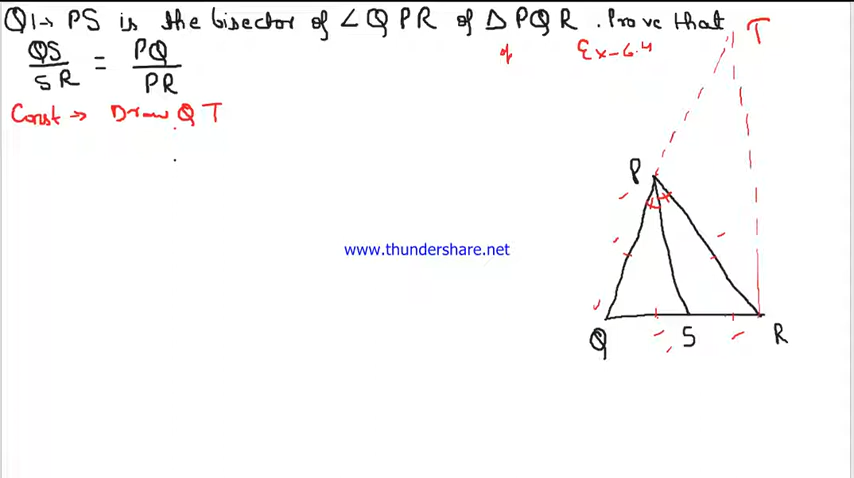 Q1→ PS is the bisector of ∠QPR of △PQR. Prove that
QS/SR = PQ/PR
Ex-6.4
Const → Draw QT
T
P
www.thundershare.net
Q
S
R